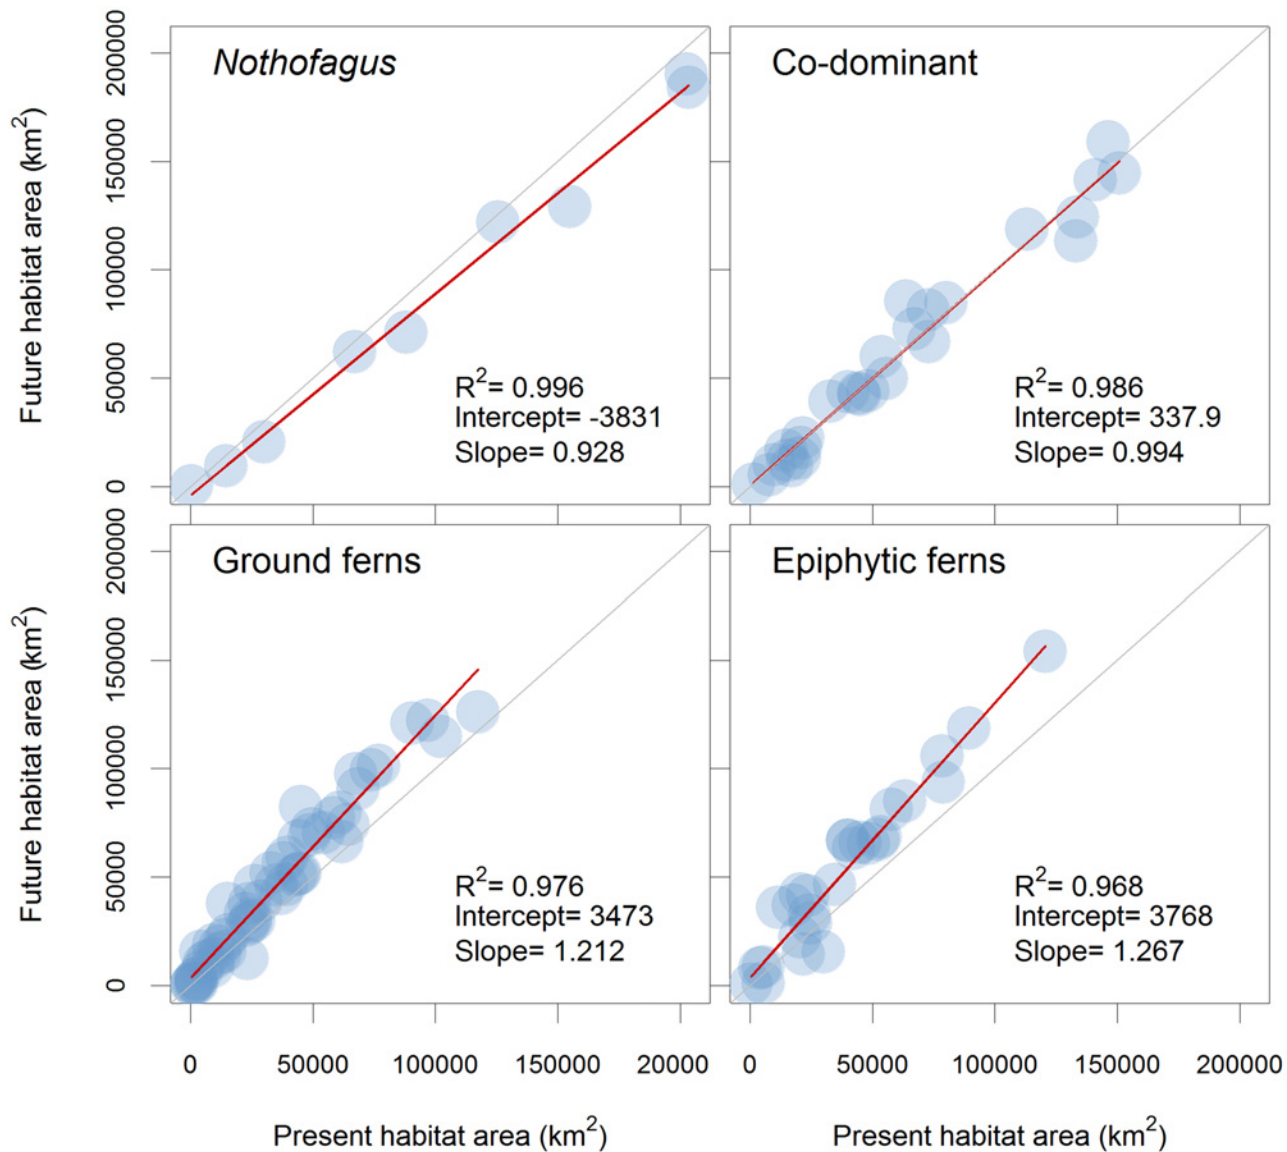 Nothofagus
Co-dominant
Future habitat area (km²)
200000
150000
100000
50000
0
R²= 0.996
Intercept= -3831
Slope= 0.928
R²= 0.986
Intercept= 337.9
Slope= 0.994
Ground ferns
Epiphytic ferns
Future habitat area (km²)
200000
150000
100000
50000
0
R²= 0.976
Intercept= 3473
Slope= 1.212
R²= 0.968
Intercept= 3768
Slope= 1.267
0 50000 100000 150000 200000
0 50000 100000 150000 200000
Present habitat area (km²)
Present habitat area (km²)